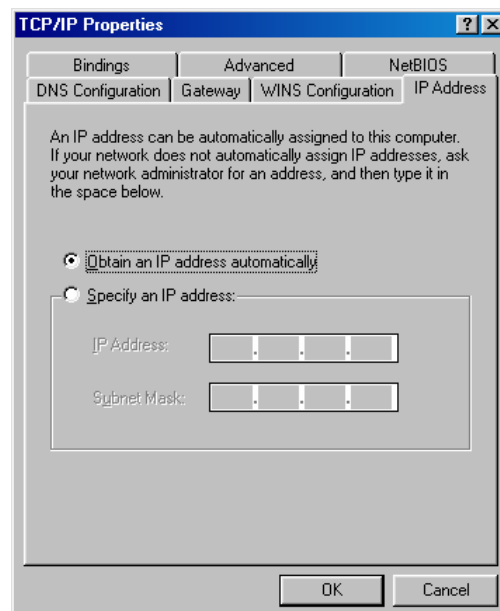 TCP/IP Properties
Bindings Advanced NetBIOS
DNS Configuration Gateway WINS Configuration IP Address
An IP address can be automatically assigned to this computer.
If your network does not automatically assign IP addresses, ask
your network administrator for an address, and then type it in
the space below.
Obtain an IP address automatically
Specify an IP address:
IP Address:
Subnet Mask:
OK Cancel